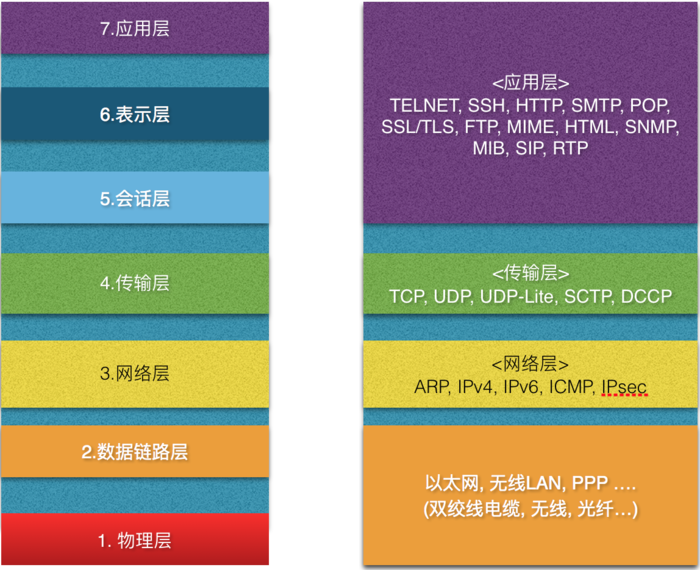 7.应用层
6.表示层
5.会话层
4.传输层
3.网络层
2.数据链路层
1. 物理层
<应用层>
TELNET, SSH, HTTP, SMTP, POP,
SSL/TLS, FTP, MIME, HTML, SNMP,
MIB, SIP, RTP
<传输层>
TCP, UDP, UDP-Lite, SCTP, DCCP
<网络层>
ARP, IPv4, IPv6, ICMP, IPsec
以太网, 无线LAN, PPP ....
(双绞线电缆, 无线, 光纤...)